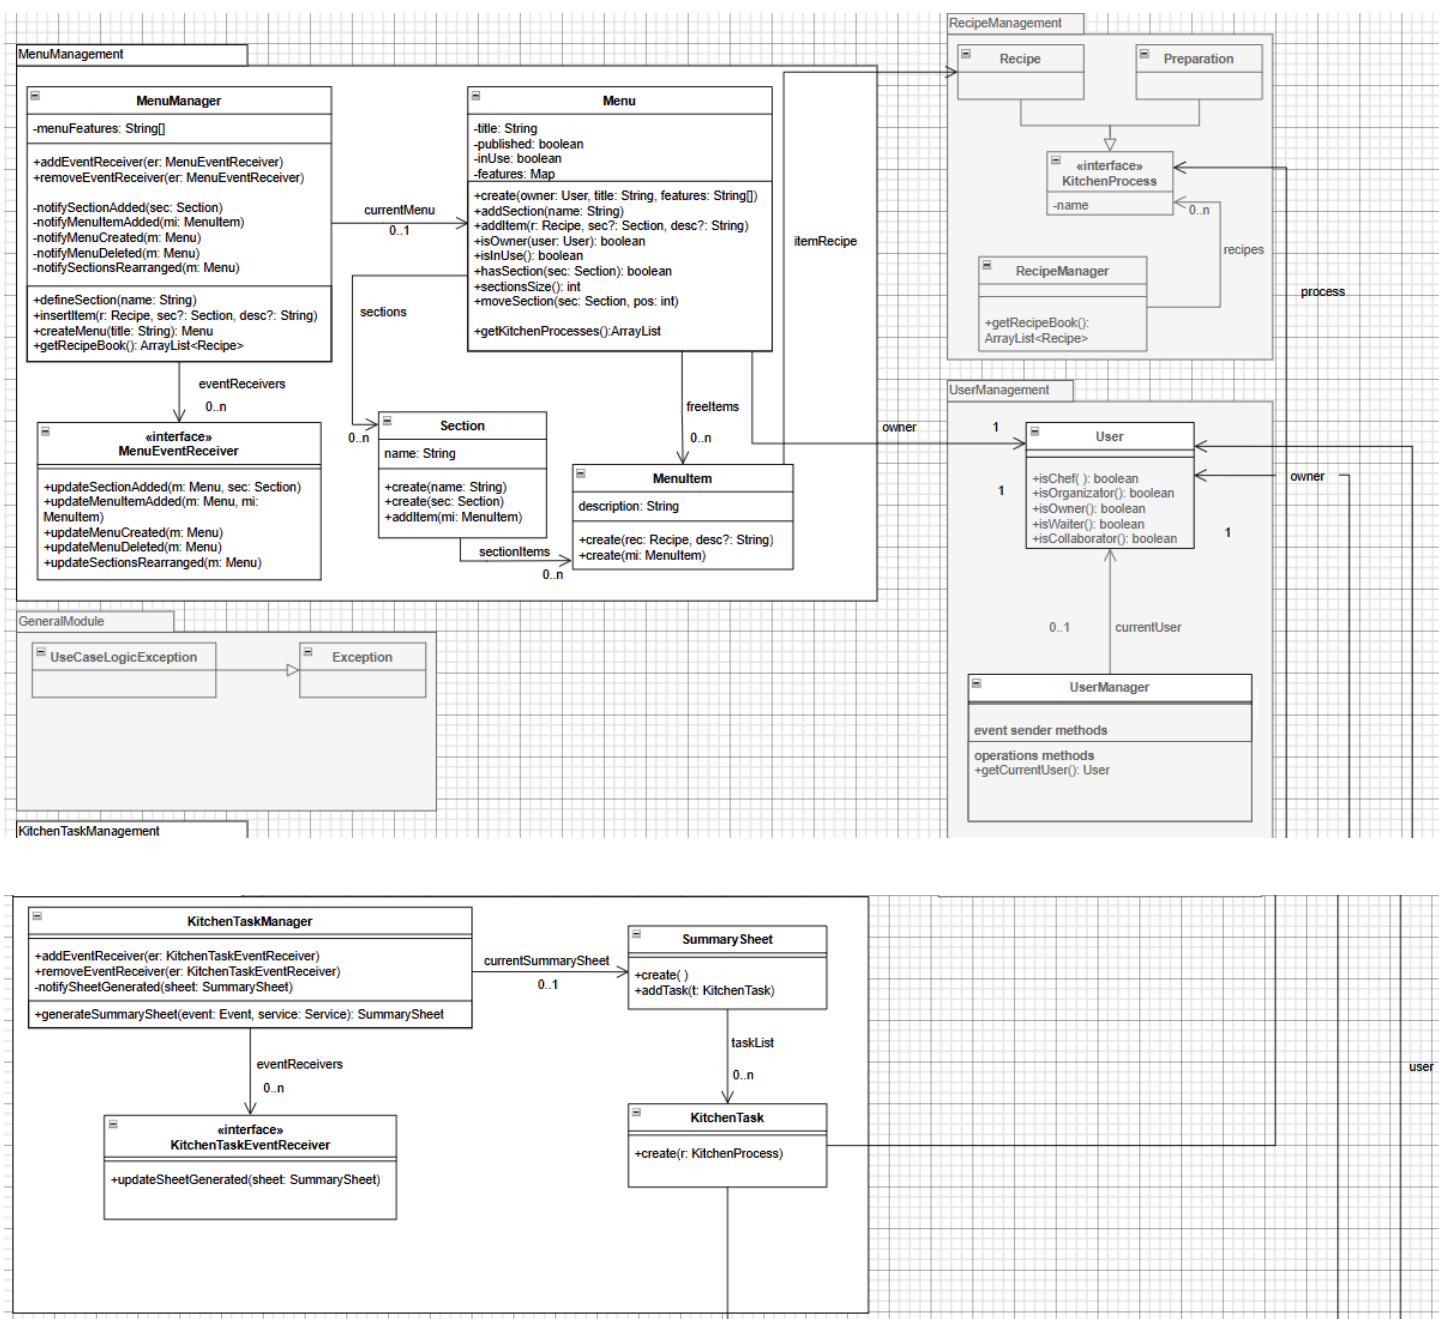 MenuManagement
MenuManager
-menuFeatures: String[]
+addEventReceiver(er: MenuEventReceiver)
+removeEventReceiver(er: MenuEventReceiver)
-notifySectionAdded(sec: Section)
-notifyMenuItemAdded(mi: MenuItem)
-notifyMenuCreated(m: Menu)
-notifyMenuDeleted(m: Menu)
-notifySectionsRearranged(m: Menu)
+defineSection(name: String)
+insertItem(r: Recipe, sec?: Section, desc?: String)
+createMenu(title: String): Menu
+getRecipeBook(): ArrayList<Recipe>
currentMenu
0..1
Menu
-title: String
-published: boolean
-inUse: boolean
-features: Map
+create(owner: User, title: String, features: String[])
+addSection(name: String)
+addItem(r: Recipe, sec?: Section, desc?: String)
+isOwner(user: User): boolean
+isInUse(): boolean
+hasSection(sec: Section): boolean
+sectionsSize(): int
+moveSection(sec: Section, pos: int)
+getKitchenProcesses():ArrayList
itemRecipe
sections
0..n
eventReceivers
0..n
«interface»
MenuEventReceiver
+updateSectionAdded(m: Menu, sec: Section)
+updateMenuItemAdded(m: Menu, mi:
MenuItem)
+updateMenuCreated(m: Menu)
+updateMenuDeleted(m: Menu)
+updateSectionsRearranged(m: Menu)
Section
name: String
+create(name: String)
+create(sec: Section)
+addItem(mi: MenuItem)
freeItems
0..n
sectionItems
0..n
MenuItem
description: String
+create(rec: Recipe, desc?: String)
+create(mi: MenuItem)
owner
1
RecipeManagement
Recipe
Preparation
«interface»
KitchenProcess
-name
0..n
recipes
RecipeManager
+getRecipeBook():
ArrayList<Recipe>
process
UserManagement
User
+isChef( ): boolean
+isOrganizator(): boolean
+isOwner(): boolean
+isWaiter(): boolean
+isCollaborator(): boolean
1
owner
1
0..1
currentUser
UserManager
event sender methods
operations methods
+getCurrentUser(): User
GeneralModule
UseCaseLogicException
Exception
KitchenTaskManagement
KitchenTaskManager
+addEventReceiver(er: KitchenTaskEventReceiver)
+removeEventReceiver(er: KitchenTaskEventReceiver)
-notifySheetGenerated(sheet: SummarySheet)
+generateSummarySheet(event: Event, service: Service): SummarySheet
currentSummarySheet
0..1
SummarySheet
+create( )
+addTask(t: KitchenTask)
taskList
0..n
eventReceivers
0..n
«interface»
KitchenTaskEventReceiver
+updateSheetGenerated(sheet: SummarySheet)
KitchenTask
+create(r: KitchenProcess)
user